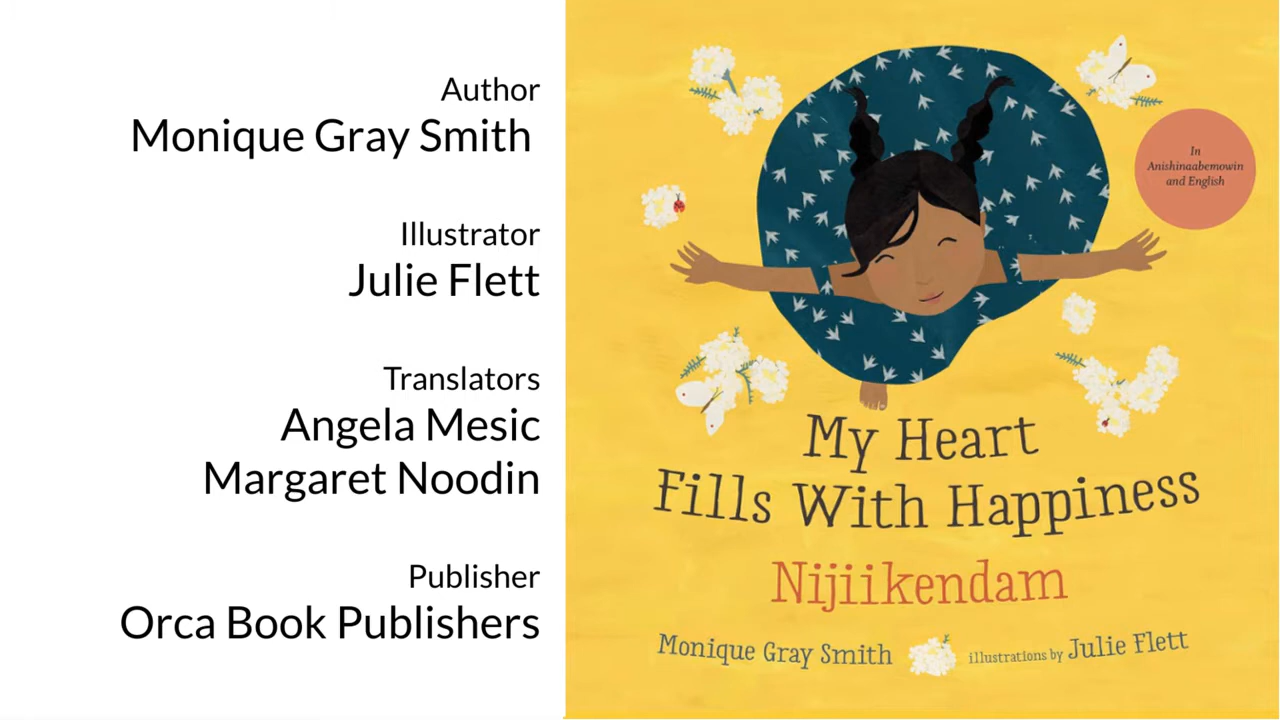 Author
Monique Gray Smith
Illustrator
Julie Flett
Translators
Angela Mesic
Margaret Noodin
Publisher
Orca Book Publishers
In
Anishinaabemowin
and English
My Heart
Fills With Happiness
Nijiikendam
Monique Gray Smith
illustrations by Julie Flett